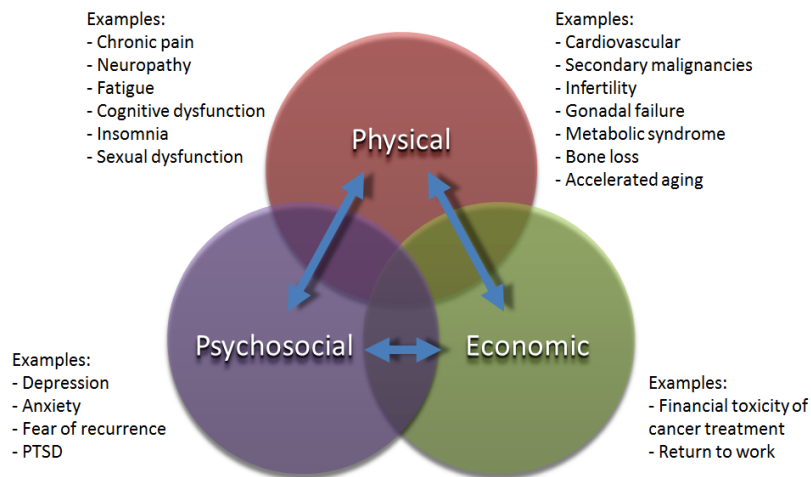 Examples:
- Chronic pain
- Neuropathy
- Fatigue
- Cognitive dysfunction
- Insomnia
- Sexual dysfunction
Examples:
- Cardiovascular
- Secondary malignancies
- Infertility
- Gonadal failure
- Metabolic syndrome
- Bone loss
- Accelerated aging
Physical
Psychosocial
Economic
Examples:
- Depression
- Anxiety
- Fear of recurrence
- PTSD
Examples:
- Financial toxicity of
cancer treatment
- Return to work